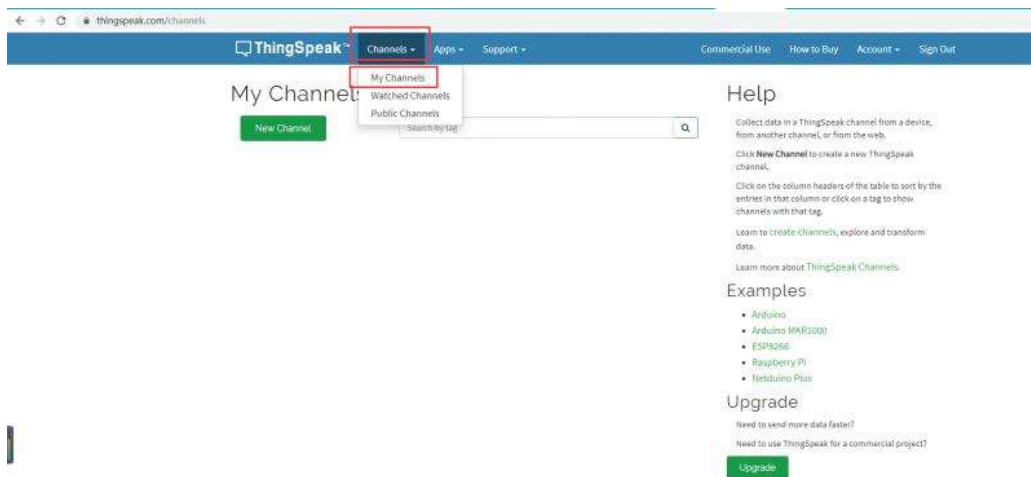 thingspeak.com/channels
ThingSpeak™ Channels Apps Support Commercial Use How to Buy Account Sign Out
My Channels
Watched Channels
Public Channels
My Channels
New Channel
Search by tag
Help
Collect data in a ThingSpeak channel from a device,
from another channel, or from the web.
Click New Channel to create a new ThingSpeak
channel.
Click on the column headers of the table to sort by the
entries in that column or click on a tag to show
channels with that tag.
Learn to create channels, explore and transform
data.
Learn more about ThingSpeak Channels.
Examples
Arduino
Arduino MKR1000
ESP8266
Raspberry Pi
Netduino Plus
Upgrade
Need to send more data faster?
Need to use ThingSpeak for a commercial project?
Upgrade